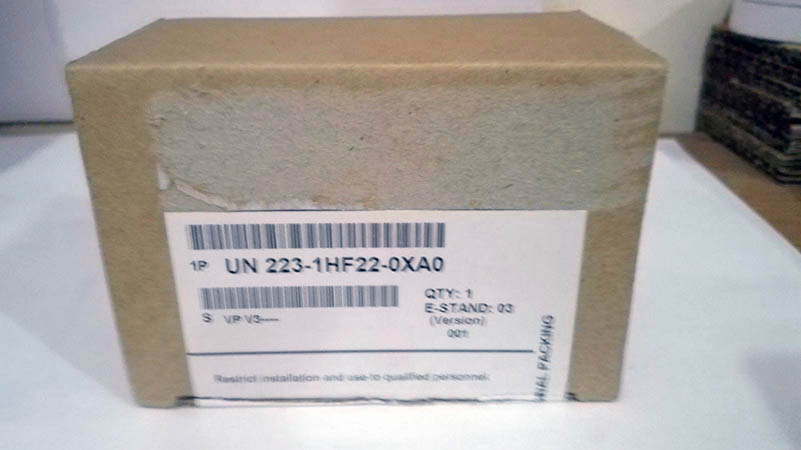 1P UN 223-1HF22-0XA0
QTY: 1
E-STAND: 03
(Version)
001
S VP V3----
Restrict installation and use to qualified personnel.
PACKING